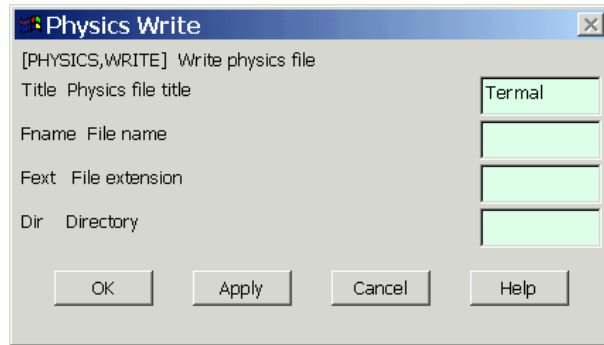 Physics Write
[PHYSICS,WRITE] Write physics file
Title Physics file title Termal
Fname File name
Fext File extension
Dir Directory
OK Apply Cancel Help